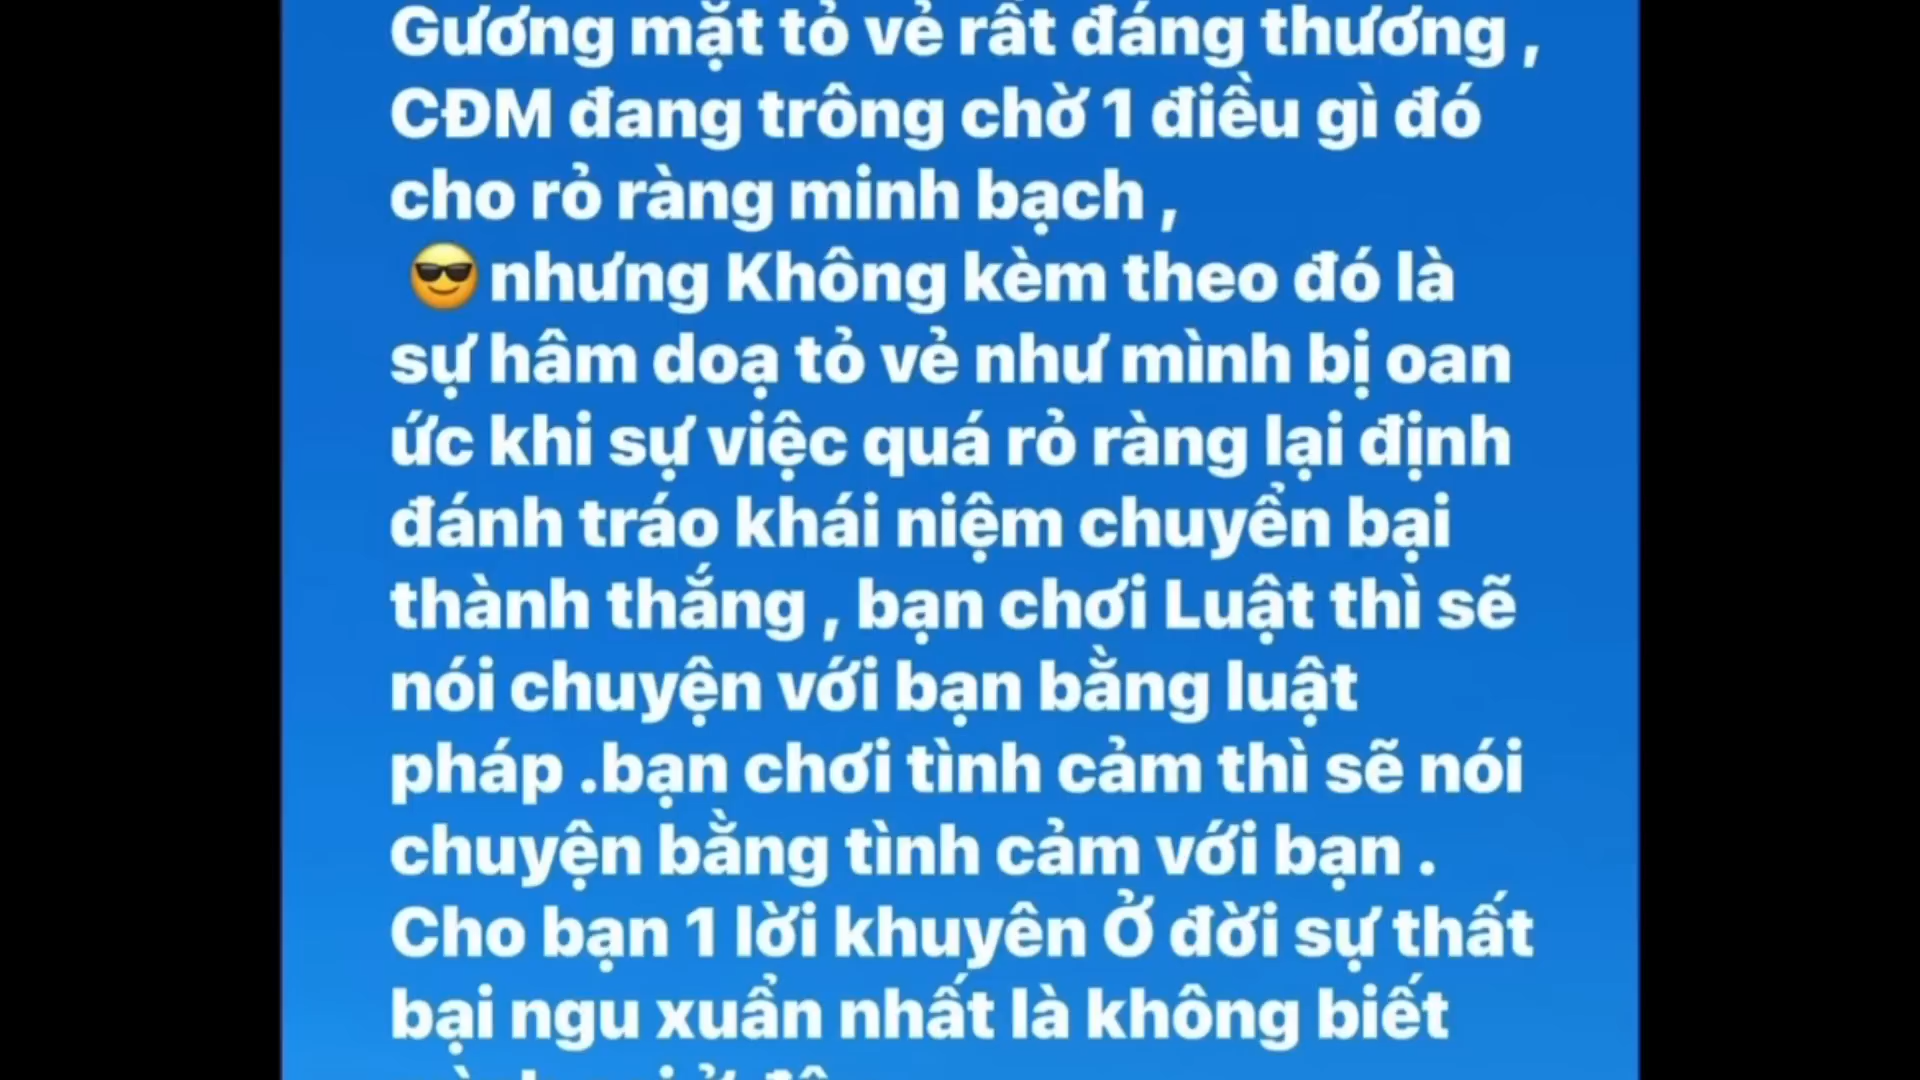 Gương mặt tỏ vẻ rất đáng thương ,
CĐM đang trông chờ 1 điều gì đó
cho rỏ ràng minh bạch ,
😎nhưng Không kèm theo đó là
sự hâm doạ tỏ vẻ như mình bị oan
ức khi sự việc quá rỏ ràng lại định
đánh tráo khái niệm chuyển bại
thành thắng , bạn chơi Luật thì sẽ
nói chuyện với bạn bằng luật
pháp .bạn chơi tình cảm thì sẽ nói
chuyện bằng tình cảm với bạn .
Cho bạn 1 lời khuyên Ở đời sự thất
bại ngu xuẩn nhất là không biết